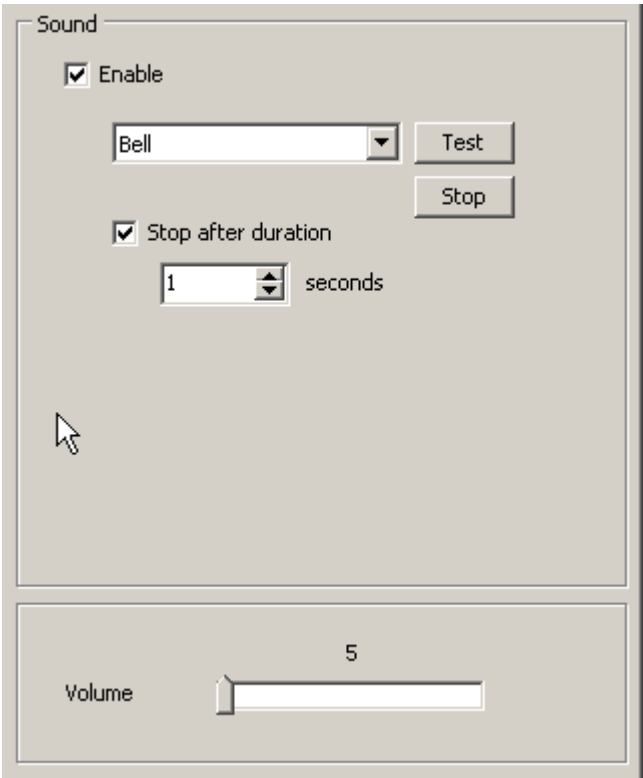 Sound
Enable
Bell
Test
Stop
Stop after duration
1 seconds
5
Volume